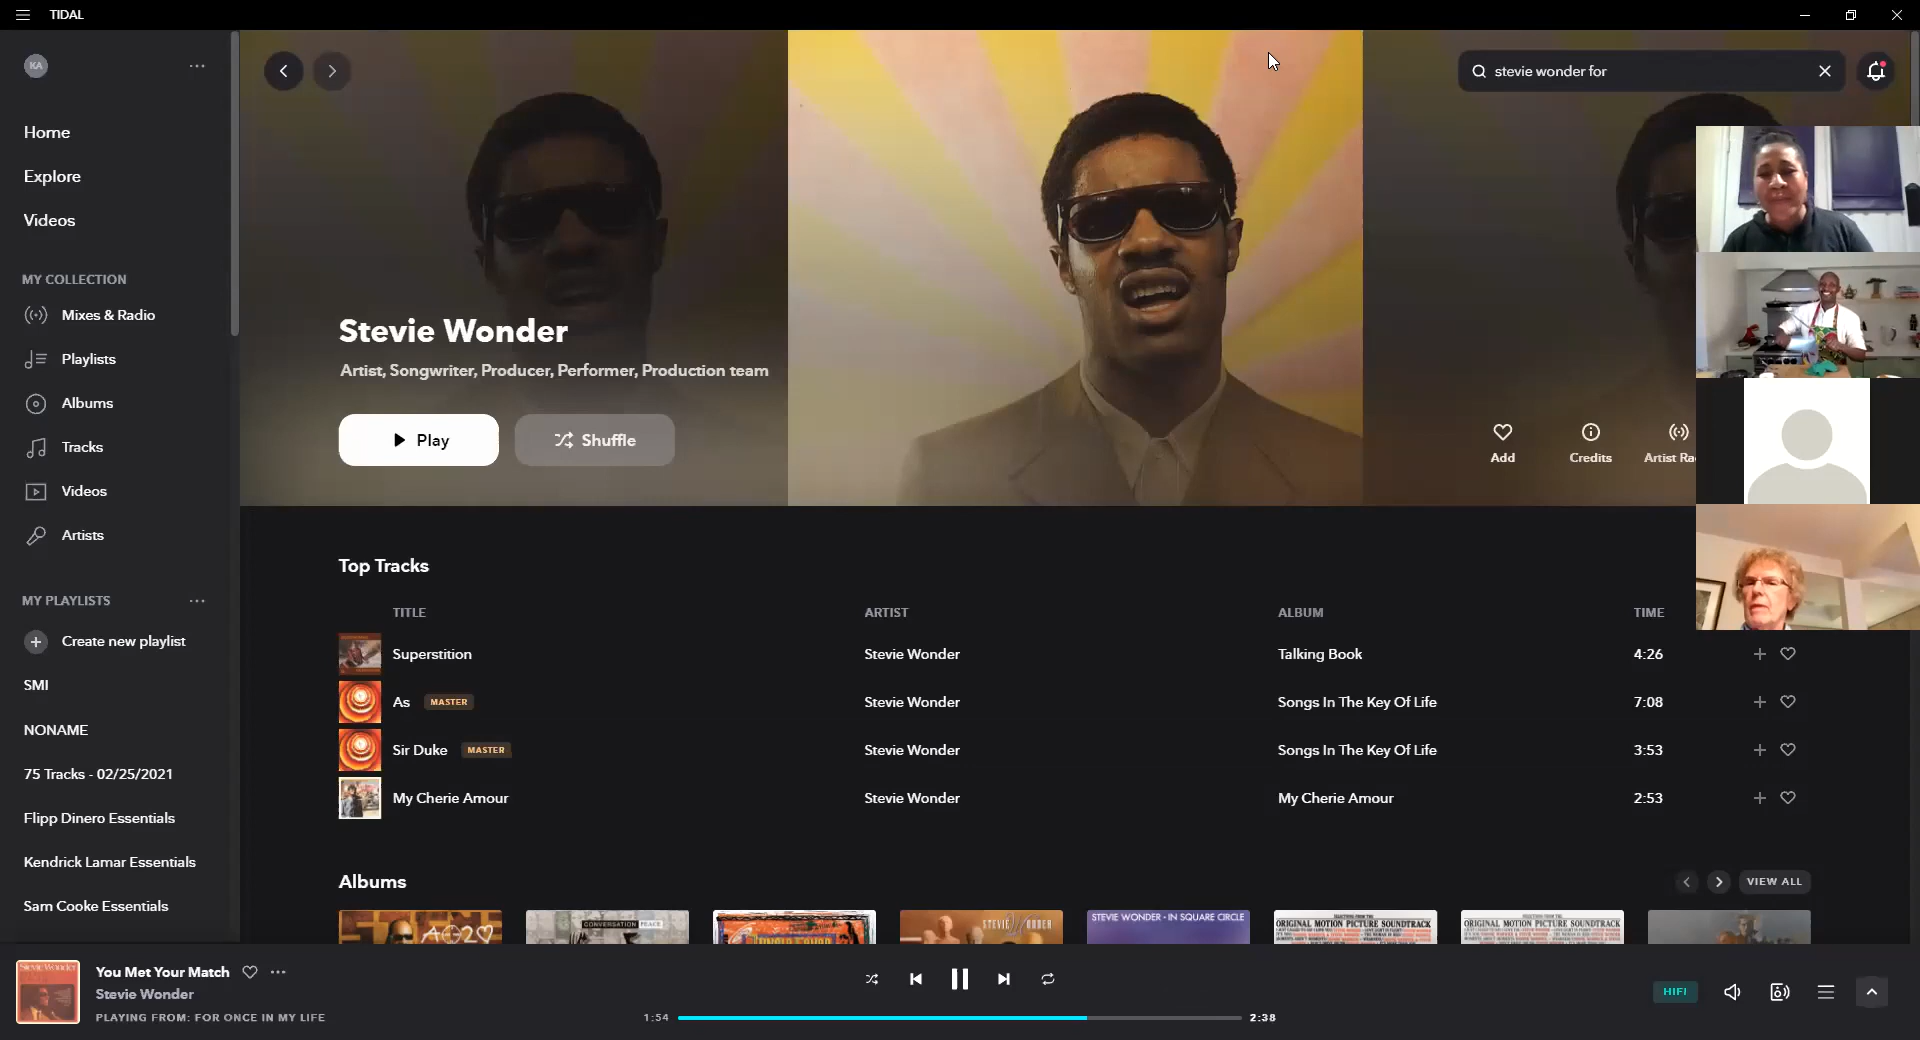 TIDAL
KA
stevie wonder for
Home
Explore
Videos
MY COLLECTION
Mixes & Radio
Playlists
Albums
Tracks
Videos
Artists
MY PLAYLISTS
Create new playlist
SMI
NONAME
75 Tracks - 02/25/2021
Flipp Dinero Essentials
Kendrick Lamar Essentials
Sam Cooke Essentials
Stevie Wonder
Artist, Songwriter, Producer, Performer, Production team
Play
Shuffle
Add
Credits
Artist Ra
Top Tracks
TITLE ARTIST ALBUM TIME
Superstition Stevie Wonder Talking Book 4:26
As MASTER Stevie Wonder Songs In The Key Of Life 7:08
Sir Duke MASTER Stevie Wonder Songs In The Key Of Life 3:53
My Cherie Amour Stevie Wonder My Cherie Amour 2:53
Albums
VIEW ALL
CONVERSATION PEACE
STEVIE WONDER
STEVIE WONDER - IN SQUARE CIRCLE
ORIGINAL MOTION PICTURE SOUNDTRACK
ORIGINAL MOTION PICTURE SOUNDTRACK
Stevie Wonder
You Met Your Match
Stevie Wonder
PLAYING FROM: FOR ONCE IN MY LIFE
1:54
2:38
HIFI